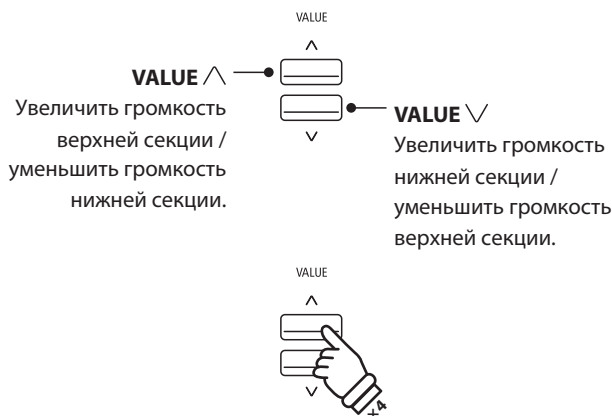 VALUE
VALUE ∧
Увеличить громкость
верхней секции /
уменьшить громкость
нижней секции.
VALUE ∨
Увеличить громкость
нижней секции /
уменьшить громкость
верхней секции.
VALUE
x4